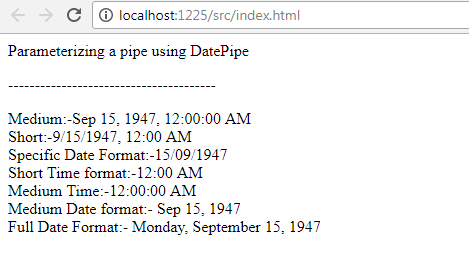 localhost:1225/src/index.html
Parameterizing a pipe using DatePipe
---------------------------------------
Medium:-Sep 15, 1947, 12:00:00 AM
Short:-9/15/1947, 12:00 AM
Specific Date Format:-15/09/1947
Short Time format:-12:00 AM
Medium Time:-12:00:00 AM
Medium Date format:- Sep 15, 1947
Full Date Format:- Monday, September 15, 1947